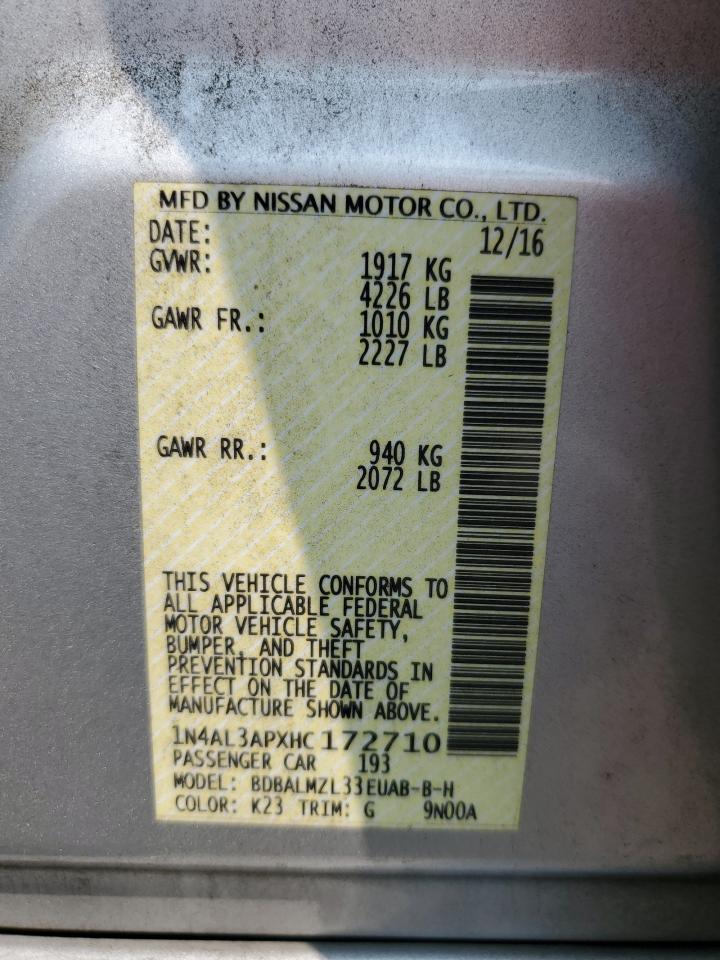 MFD BY NISSAN MOTOR CO., LTD.
DATE: 12/16
GVWR: 1917 KG
4226 LB
GAWR FR.: 1010 KG
2227 LB
GAWR RR.: 940 KG
2072 LB
THIS VEHICLE CONFORMS TO
ALL APPLICABLE FEDERAL
MOTOR VEHICLE SAFETY,
BUMPER, AND THEFT
PREVENTION STANDARDS IN
EFFECT ON THE DATE OF
MANUFACTURE SHOWN ABOVE.
1N4AL3APXHC172710
PASSENGER CAR 193
MODEL: BDBALMZL33EUAB-B-H
COLOR: K23 TRIM: G 9N00A